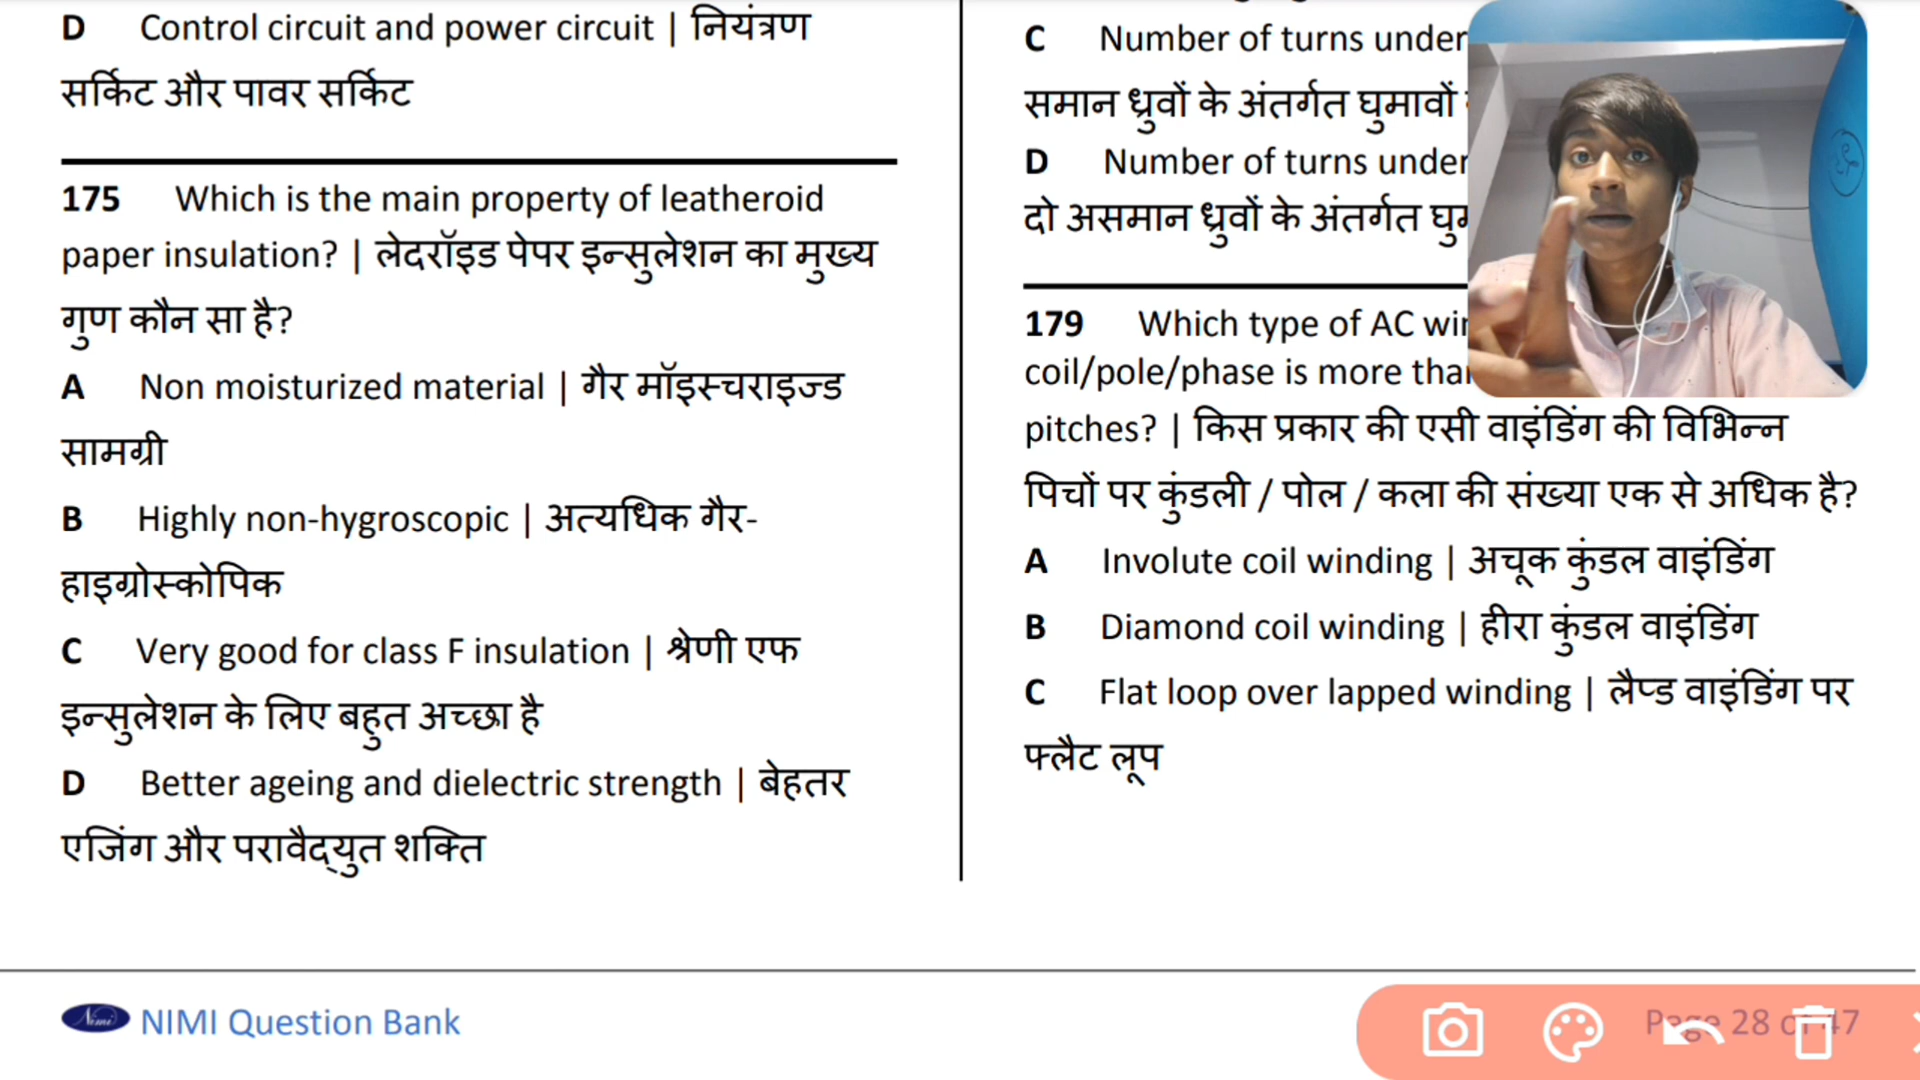 D Control circuit and power circuit | नियंत्रण
सर्किट और पावर सर्किट
175 Which is the main property of leatheroid
paper insulation? | लेदरॉइड पेपर इन्सुलेशन का मुख्य
गुण कौन सा है?
A Non moisturized material | गैर मॉइस्चराइज्ड
सामग्री
B Highly non-hygroscopic | अत्यधिक गैर-
हाइग्रोस्कोपिक
C Very good for class F insulation | श्रेणी एफ
इन्सुलेशन के लिए बहुत अच्छा है
D Better ageing and dielectric strength | बेहतर
एजिंग और परावैद्युत शक्ति
C Number of turns under
समान ध्रुवों के अंतर्गत घुमावों
D Number of turns under
दो असमान ध्रुवों के अंतर्गत
179 Which type of AC
coil/pole/phase is more
pitches? | किस प्रकार की एसी वाइंडिंग की विभिन्न
पिचों पर कुंडली / पोल / कला की संख्या एक से अधिक है?
A Involute coil winding | अचूक कुंडल वाइंडिंग
B Diamond coil winding | हीरा कुंडल वाइंडिंग
C Flat loop over lapped winding | लैप्ड वाइंडिंग पर
फ्लैट लूप
Nimi NIMI Question Bank
Page 28 of 47